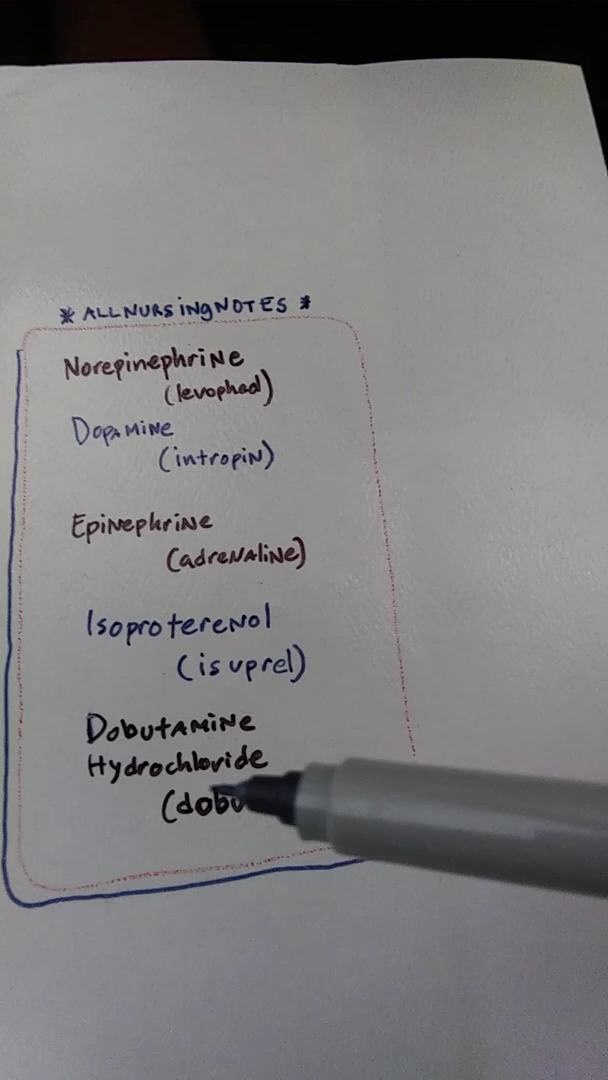 * ALLNURSiNgNOTES *
NorepinephriNe
(levophed)
DopAMiNe
(intropiN)
EpiNephriNe
(adreNAliNe)
IsoprotereNol
(isuprel)
DobutAMiNe
Hydrochloride